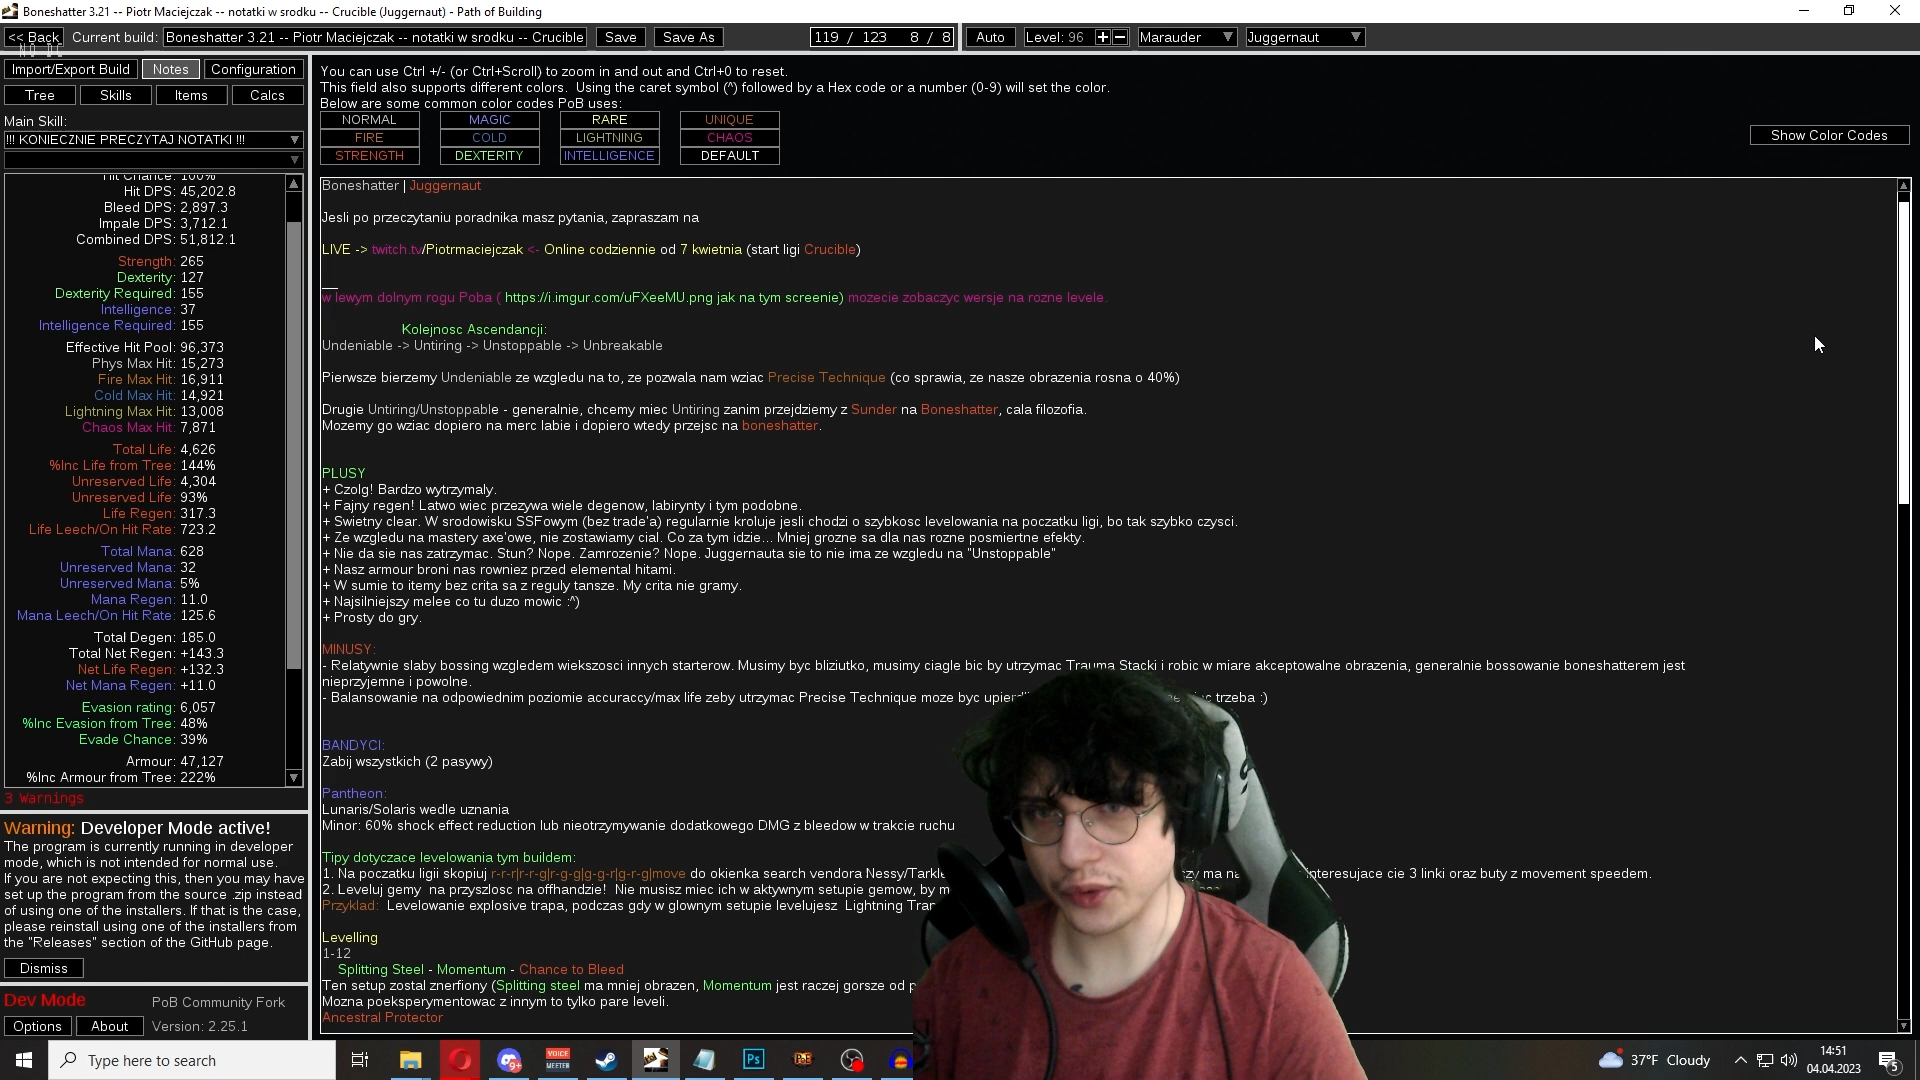 Boneshatter 3.21 -- Piotr Maciejczak -- notatki w srodku -- Crucible (Juggernaut) - Path of Building
<< Back
Current build: Boneshatter 3.21 -- Piotr Maciejczak -- notatki w srodku -- Crucible
Save
Save As
119 / 123 8 / 8
Auto
Level: 96
Marauder
Juggernaut
Import/Export Build
Notes
Configuration
Tree
Skills
Items
Calcs
Main Skill:
!!! KONIECZNIE PRECZYTAJ NOTATKI !!!
Hit Chance: 100%
Hit DPS: 45,202.8
Bleed DPS: 2,897.3
Impale DPS: 3,712.1
Combined DPS: 51,812.1
Strength: 265
Dexterity: 127
Dexterity Required: 155
Intelligence: 37
Intelligence Required: 155
Effective Hit Pool: 96,373
Phys Max Hit: 15,273
Fire Max Hit: 16,911
Cold Max Hit: 14,921
Lightning Max Hit: 13,008
Chaos Max Hit: 7,871
Total Life: 4,626
%Inc Life from Tree: 144%
Unreserved Life: 4,304
Unreserved Life: 93%
Life Regen: 317.3
Life Leech/On Hit Rate: 723.2
Total Mana: 628
Unreserved Mana: 32
Unreserved Mana: 5%
Mana Regen: 11.0
Mana Leech/On Hit Rate: 125.6
Total Degen: 185.0
Total Net Regen: +143.3
Net Life Regen: +132.3
Net Mana Regen: +11.0
Evasion rating: 6,057
%Inc Evasion from Tree: 48%
Evade Chance: 39%
Armour: 47,127
%Inc Armour from Tree: 222%
3 Warnings
Warning: Developer Mode active!
The program is currently running in developer
mode, which is not intended for normal use.
If you are not expecting this, then you may have
set up the program from the source .zip instead
of using one of the installers. If that is the case,
please reinstall using one of the installers from
the "Releases" section of the GitHub page.
Dismiss
Dev Mode
PoB Community Fork
Options
About
Version: 2.25.1
You can use Ctrl +/- (or Ctrl+Scroll) to zoom in and out and Ctrl+0 to reset.
This field also supports different colors. Using the caret symbol (^) followed by a Hex code or a number (0-9) will set the color.
Below are some common color codes PoB uses:
NORMAL MAGIC RARE UNIQUE
FIRE COLD LIGHTNING CHAOS
STRENGTH DEXTERITY INTELLIGENCE DEFAULT
Show Color Codes
Boneshatter | Juggernaut
Jesli po przeczytaniu poradnika masz pytania, zapraszam na
LIVE -> twitch.tv/Piotrmaciejczak <- Online codziennie od 7 kwietnia (start ligi Crucible)
__
w lewym dolnym rogu Poba ( https://i.imgur.com/uFXeeMU.png jak na tym screenie) mozecie zobaczyc wersje na rozne levele.
Kolejnosc Ascendancji:
Undeniable -> Untiring -> Unstoppable -> Unbreakable
Pierwsze bierzemy Undeniable ze wzgledu na to, ze pozwala nam wziac Precise Technique (co sprawia, ze nasze obrazenia rosna o 40%)
Drugie Untiring/Unstoppable - generalnie, chcemy miec Untiring zanim przejdziemy z Sunder na Boneshatter, cala filozofia.
Mozemy go wziac dopiero na merc labie i dopiero wtedy przejsc na boneshatter.
PLUSY
+ Czolg! Bardzo wytrzymaly.
+ Fajny regen! Latwo wiec przezywa wiele degenow, labirynty i tym podobne.
+ Swietny clear. W srodowisku SSFowym (bez trade'a) regularnie kroluje jesli chodzi o szybkosc levelowania na poczatku ligi, bo tak szybko czysci.
+ Ze wzgledu na mastery axe'owe, nie zostawiamy cial. Co za tym idzie... Mniej grozne sa dla nas rozne posmiertne efekty.
+ Nie da sie nas zatrzymac. Stun? Nope. Zamrozenie? Nope. Juggernauta sie to nie ima ze wzgledu na "Unstoppable"
+ Nasz armour broni nas rowniez przed elemental hitami.
+ W sumie to itemy bez crita sa z reguly tansze. My crita nie gramy.
+ Najsilniejszy melee co tu duzo mowic :^)
+ Prosty do gry.
MINUSY:
- Relatywnie slaby bossing wzgledem wiekszosci innych starterow. Musimy byc bliziutko, musimy ciagle bic by utrzymac Trauma Stacki i robic w miare akceptowalne obrazenia, generalnie bossowanie boneshatterem jest
nieprzyjemne i powolne.
- Balansowanie na odpowiednim poziomie accuraccy/max life zeby utrzymac Precise Technique moze byc trzeba :)
BANDYCI:
Zabij wszystkich (2 pasywy)
Pantheon:
Lunaris/Solaris wedle uznania
Minor: 60% shock effect reduction lub nieotrzymywanie dodatkowego DMG z bleedow w trakcie ruchu
Tipy dotyczace levelowania tym buildem:
1. Na poczatku ligii skopiuj r-r-r|r-r-g|r-g-g|g-g-r|g-r-g|move do okienka search vendora ma interesujace cie 3 linki oraz buty z movement speedem.
2. Leveluj gemy na przyszlosc na offhandzie! Nie musisz miec ich w aktywnym setupie gemow, by
Przyklad: Levelowanie explosive trapa, podczas gdy w glownym setupie levelujesz Lightning
Levelling
1-12
Splitting Steel - Momentum - Chance to Bleed
Ten setup zostal znerfiony (Splitting steel ma mniej obrazen, Momentum jest raczej gorsze od
Mozna poeksperymentowac z innym to tylko pare leveli.
Ancestral Protector
Type here to search
VOICE MEETER
9+
Ps
PoE
37°F Cloudy
14:51
04.04.2023
5